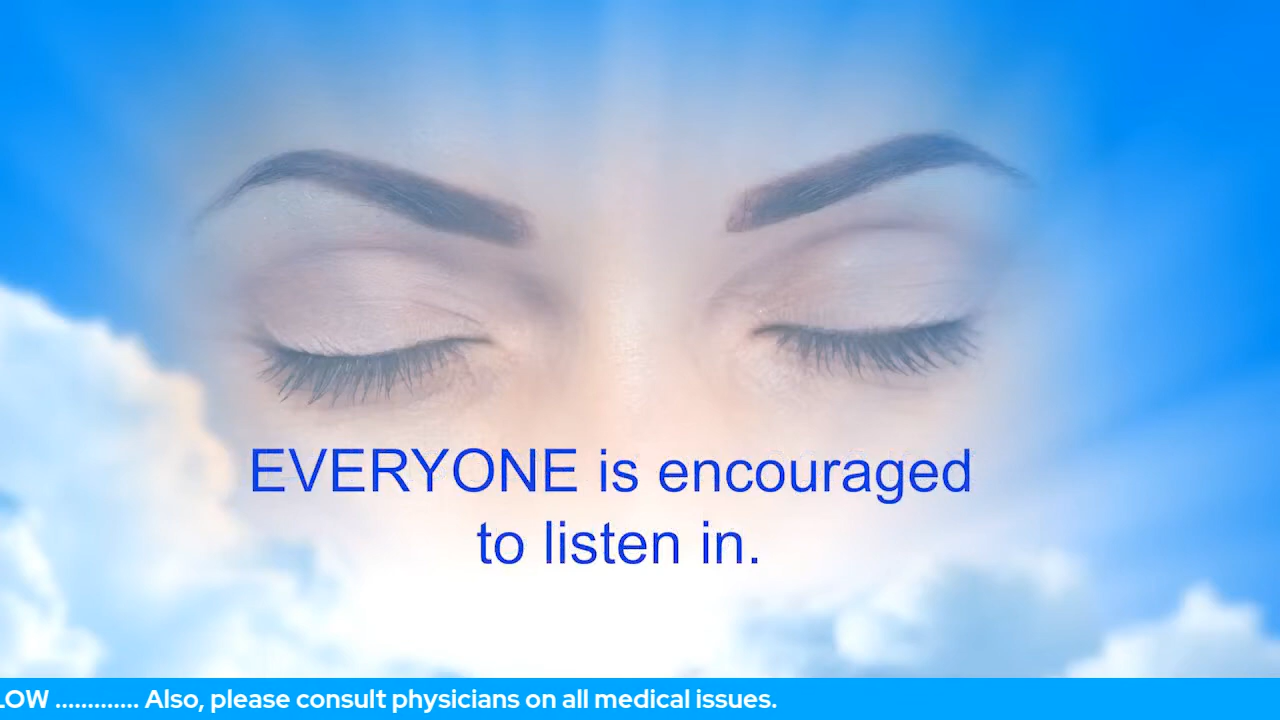 EVERYONE is encouraged
to listen in.
LOW ............. Also, please consult physicians on all medical issues.